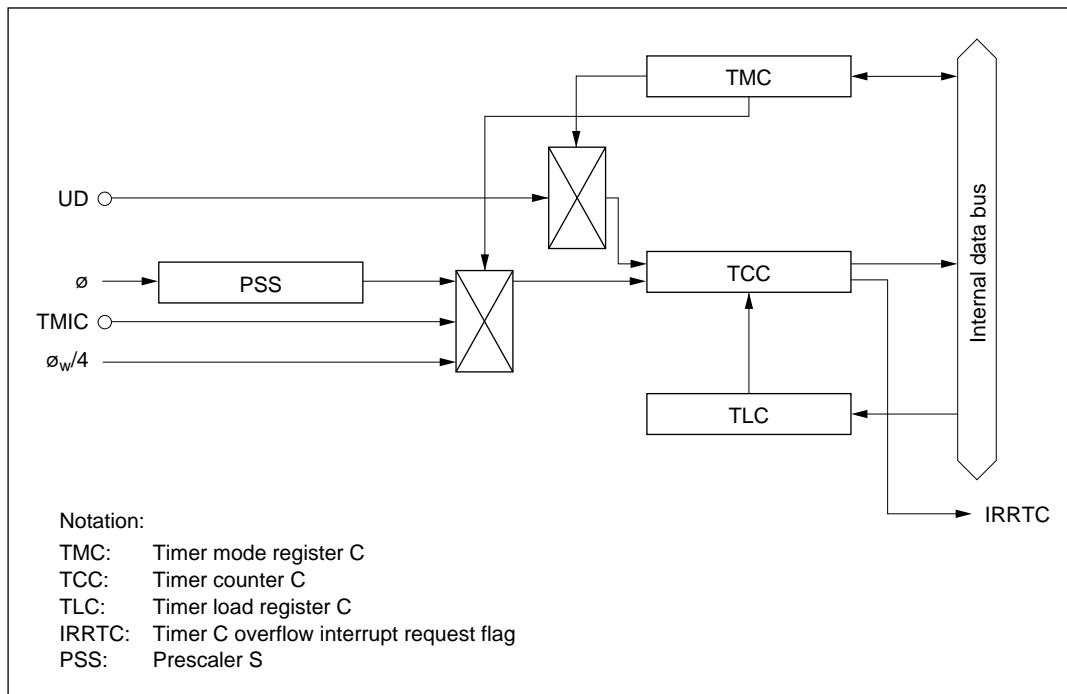 TMC
UD
TCC
ø
PSS
TMIC
øw/4
TLC
Internal data bus
IRRTC
Notation:
TMC: Timer mode register C
TCC: Timer counter C
TLC: Timer load register C
IRRTC: Timer C overflow interrupt request flag
PSS: Prescaler S